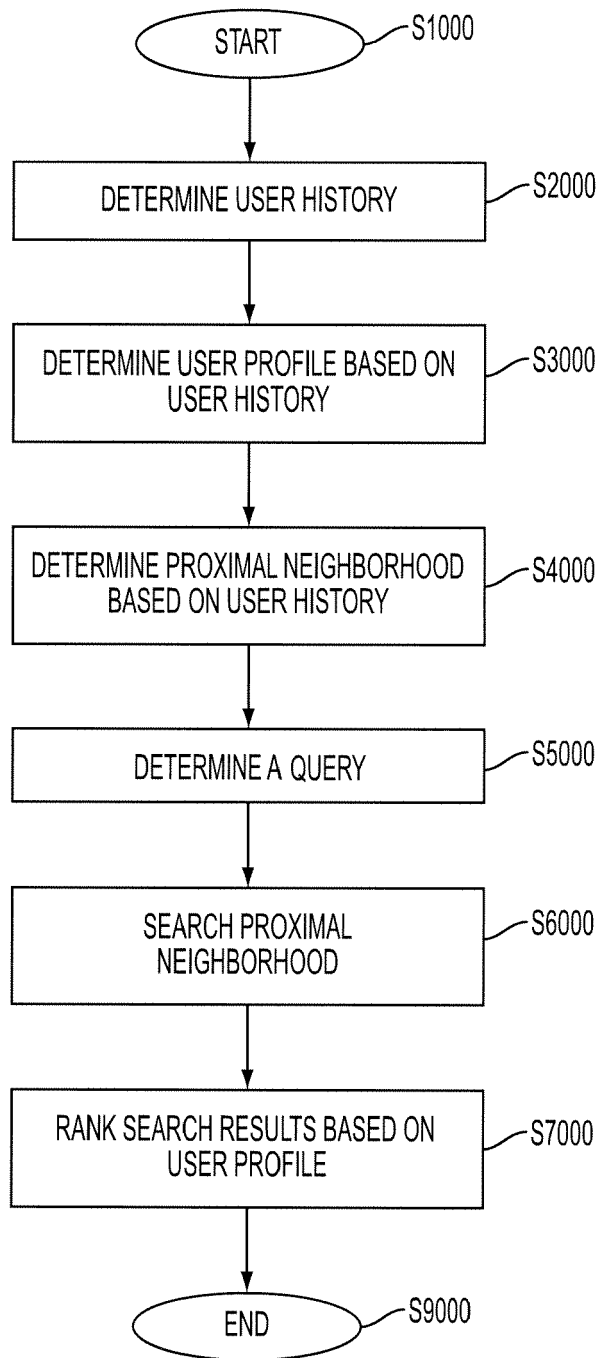 START
S1000
DETERMINE USER HISTORY
S2000
DETERMINE USER PROFILE BASED ON
USER HISTORY
S3000
DETERMINE PROXIMAL NEIGHBORHOOD
BASED ON USER HISTORY
S4000
DETERMINE A QUERY
S5000
SEARCH PROXIMAL
NEIGHBORHOOD
S6000
RANK SEARCH RESULTS BASED ON
USER PROFILE
S7000
END
S9000